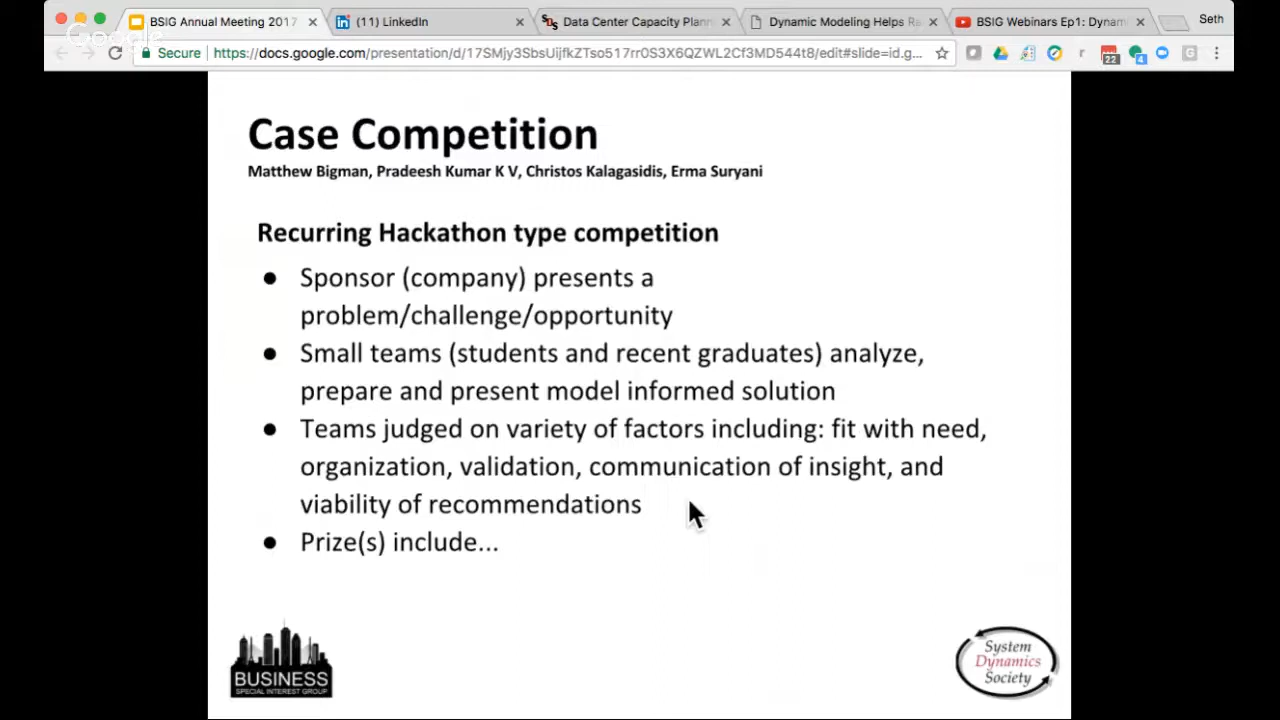 BSIG Annual Meeting 2017
(11) LinkedIn
Data Center Capacity Plann
Dynamic Modeling Helps R
BSIG Webinars Ep1: Dynam
Seth
Google
Secure
https://docs.google.com/presentation/d/17SMjy3SbsUijfkZTso517rr0S3X6QZWL2Cf3MD544t8/edit#slide=id.g...
22
4
Case Competition
Matthew Bigman, Pradeesh Kumar K V, Christos Kalagasidis, Erma Suryani
Recurring Hackathon type competition
● Sponsor (company) presents a
problem/challenge/opportunity
● Small teams (students and recent graduates) analyze,
prepare and present model informed solution
● Teams judged on variety of factors including: fit with need,
organization, validation, communication of insight, and
viability of recommendations
● Prize(s) include...
BUSINESS
SPECIAL INTEREST GROUP
System
Dynamics
Society